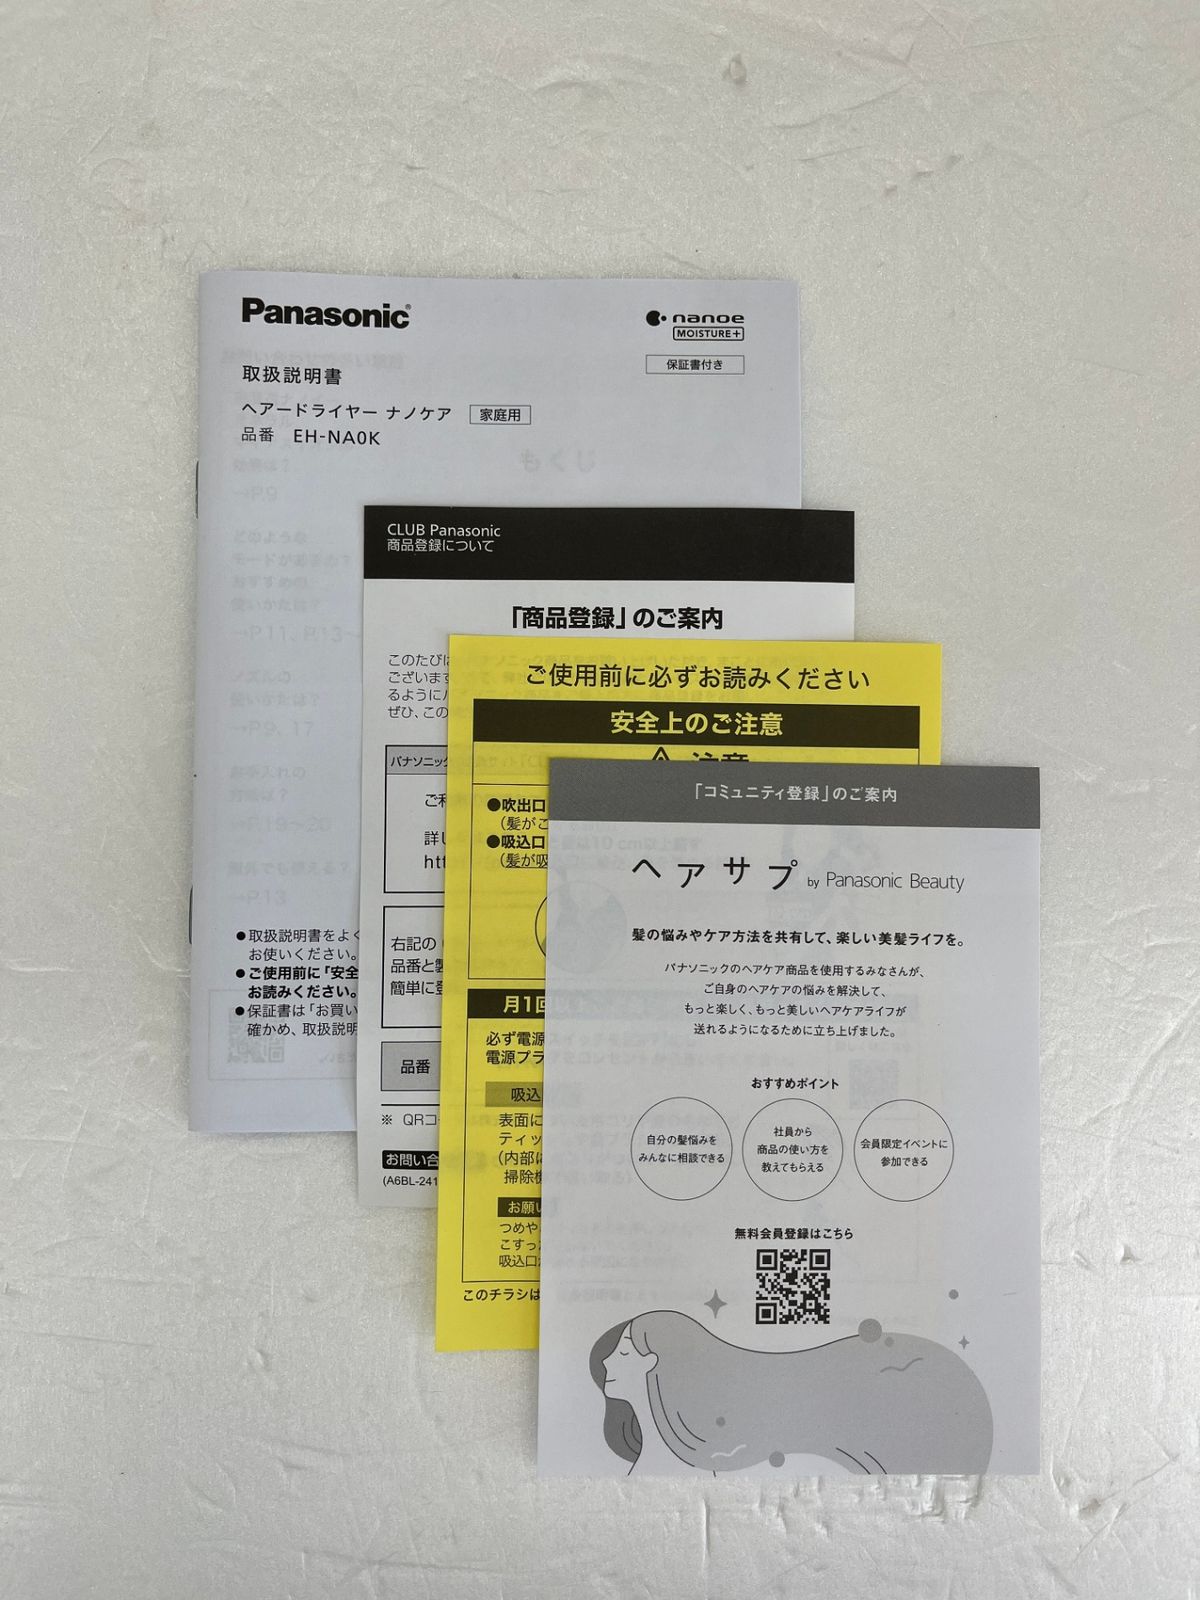 Panasonic®
nanoe
MOISTURE+
保証書付き
取扱説明書
ヘアードライヤー ナノケア 家庭用
品番 EH-NA0K
●取扱説明書をよく
お使いください。
●ご使用前に「安全
お読みください。
●保証書は「お買い
確かめ、取扱説明
CLUB Panasonic
商品登録について
「商品登録」のご案内
このたびは
ございます
るように
ぜひ、この
パナソニック
ご利
詳し
htt
右記の
品番と製
簡単に登
品番
※ QRコー
お問い合
(A6BL-241
ご使用前に必ずお読みください
安全上のご注意
注意
●吹出口
(髪がこ
●吸込口
(髪が吸
月1回
必ず電源
電源プラ
吸込
表面に
ティッ
(内部に
掃除機
お願い
つめや
こすっ
吸込口
このチラシは
「コミュニティ登録」のご案内
ヘアサプ by Panasonic Beauty
髪の悩みやケア方法を共有して、楽しい美髪ライフを。
パナソニックのヘアケア商品を使用するみなさんが、
ご自身のヘアケアの悩みを解決して、
もっと楽しく、もっと美しいヘアケアライフが
送れるようになるために立ち上げました。
おすすめポイント
自分の髪悩みを
みんなに相談できる
社員から
商品の使い方を
教えてもらえる
会員限定イベントに
参加できる
無料会員登録はこちら